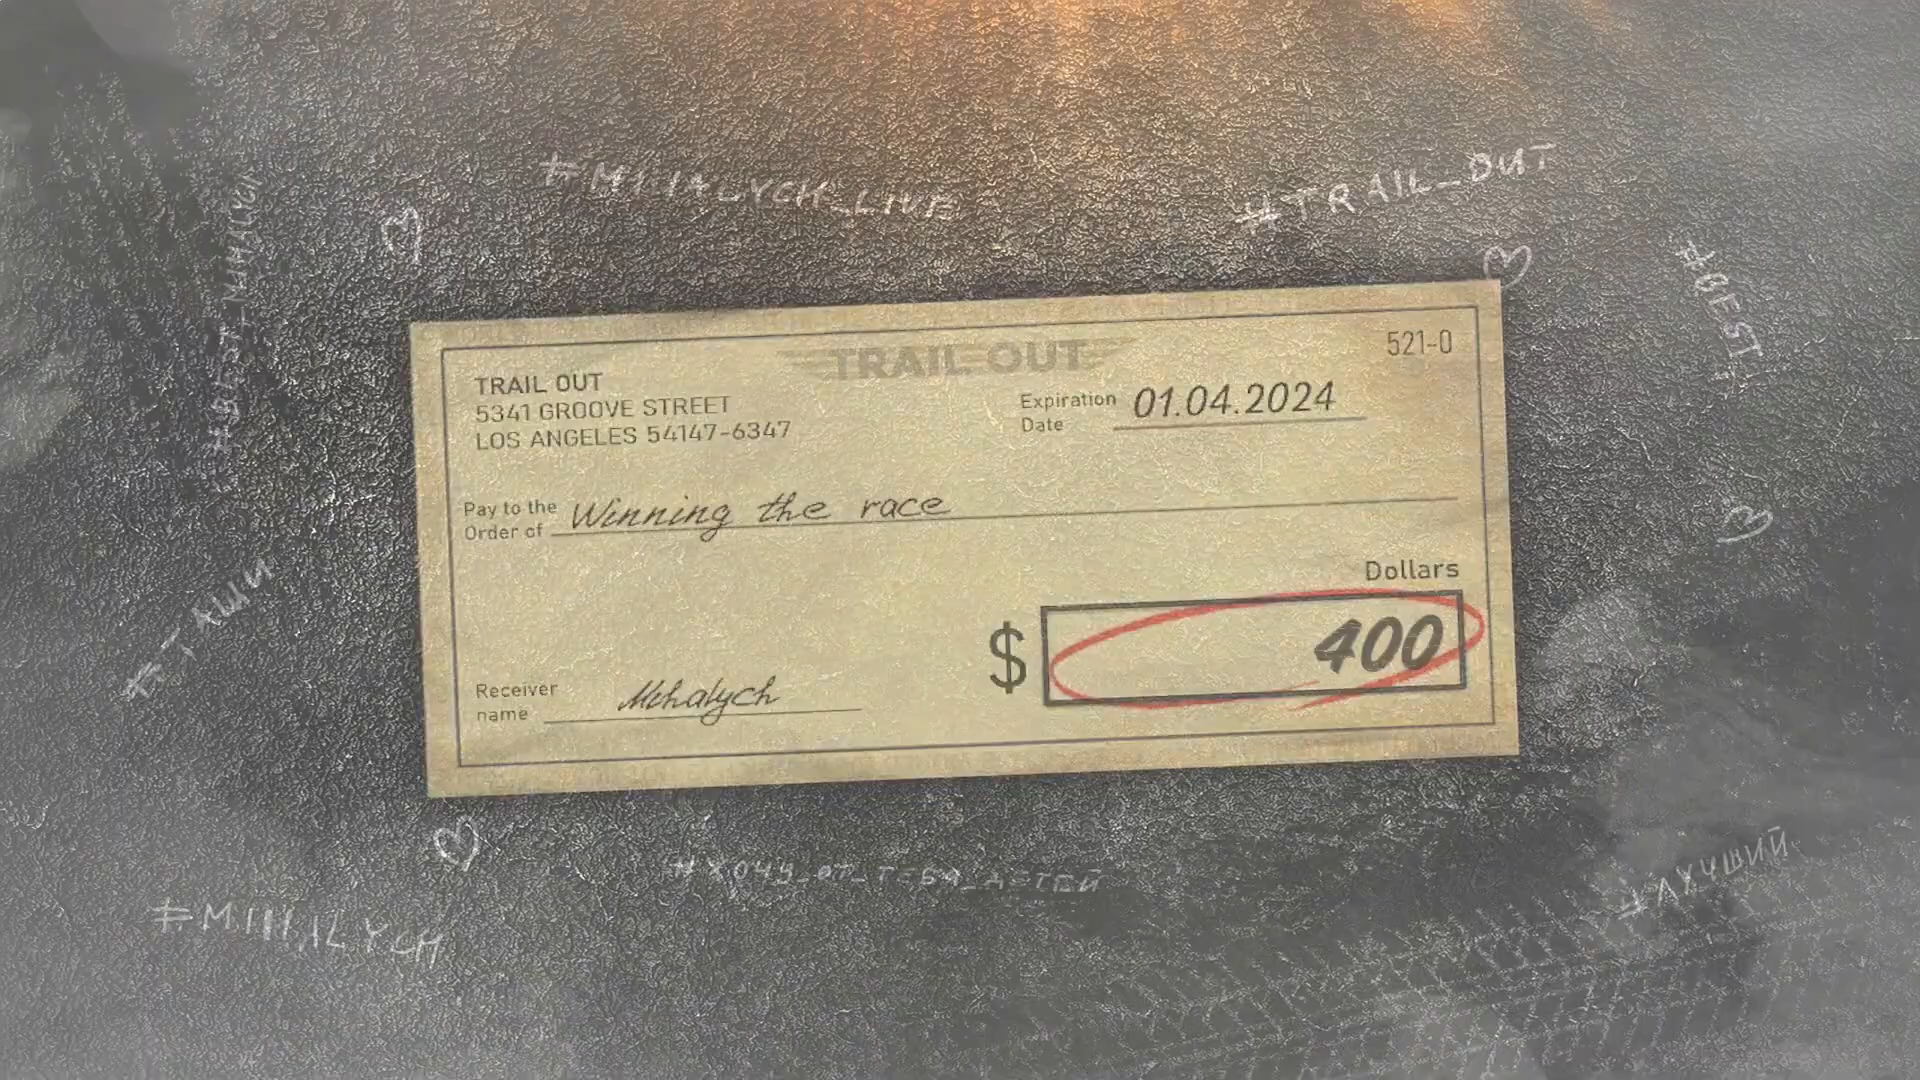 #MIHALYCH_LIVE
#TRAIL_OUT
#BEST_MIHALYCH
#BEST
TRAIL OUT
521-0
TRAIL OUT
5341 GROOVE STREET
LOS ANGELES 54147-6347
Expiration
Date
01.04.2024
Pay to the
Order of
Winning the race
Dollars
$
400
Receiver
name
Mihalych
#ТАЩИ
#ХОЧУ_ОТ_ТЕБЯ_ДЕТЕЙ
#ЛУЧШИЙ
#MIHALYCH